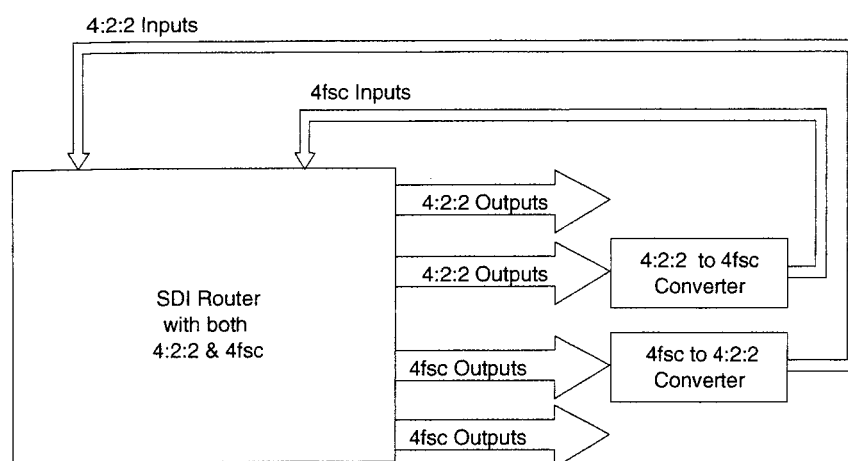 4:2:2 Inputs
4fsc Inputs
4:2:2 Outputs
4:2:2 Outputs
4:2:2 to 4fsc
Converter
SDI Router
with both
4:2:2 & 4fsc
4fsc Outputs
4fsc to 4:2:2
Converter
4fsc Outputs